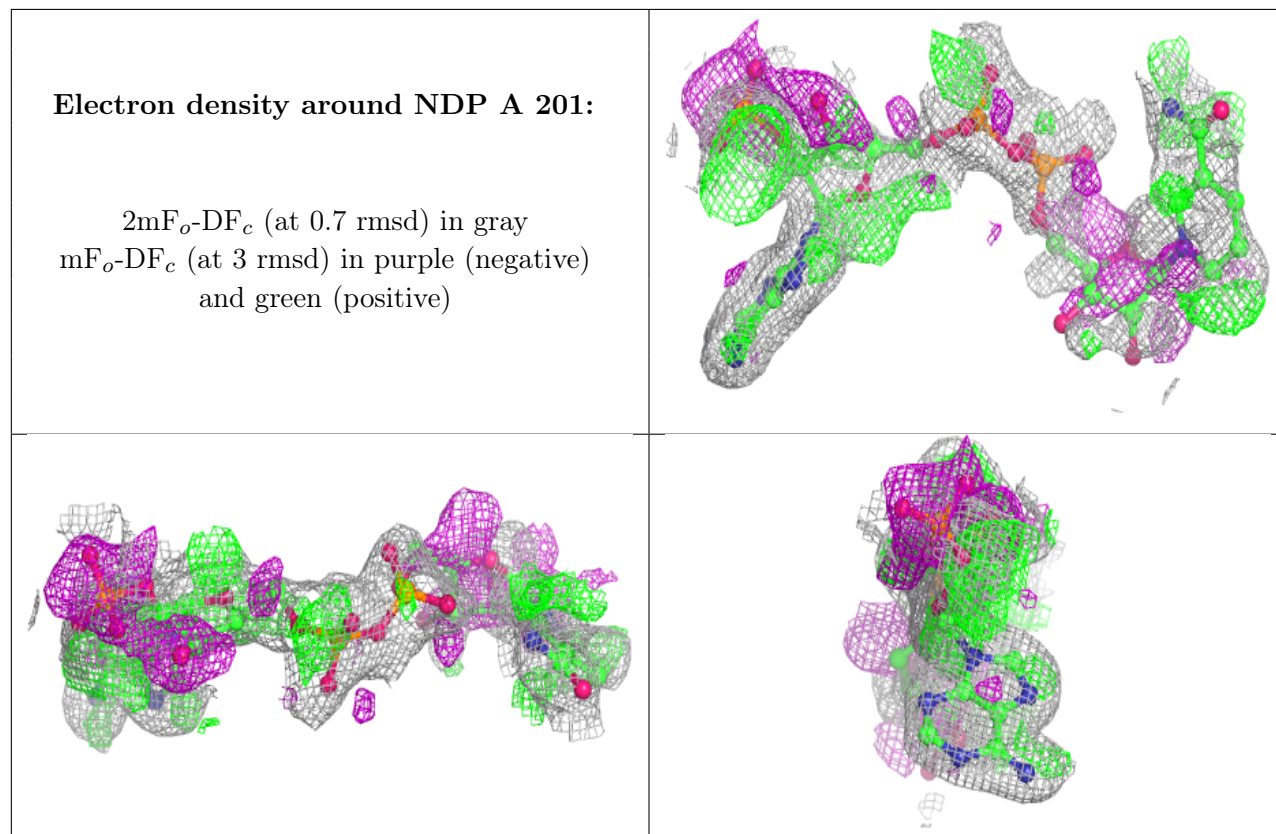 Electron density around NDP A 201:
2mFo-DFc (at 0.7 rmsd) in gray
mFo-DFc (at 3 rmsd) in purple (negative)
and green (positive)